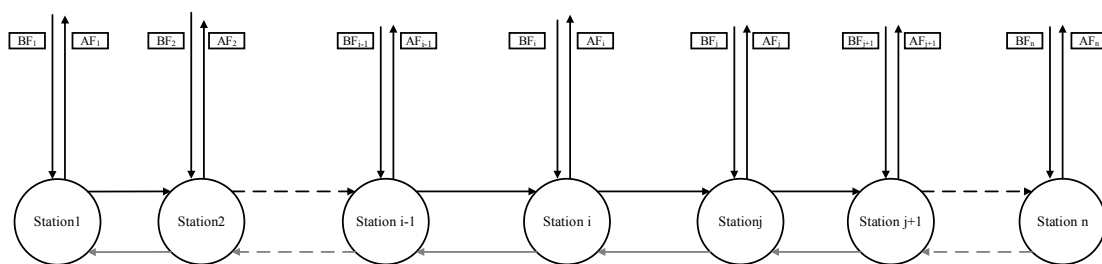 BF₁ AF₁ BF₂ AF₂ BFᵢ₋₁ AFᵢ₋₁ BFᵢ AFᵢ BFⱼ AFⱼ BFⱼ₊₁ AFⱼ₊₁ BFₙ AFₙ
Station1 Station2 Station i-1 Station i Stationj Station j+1 Station n